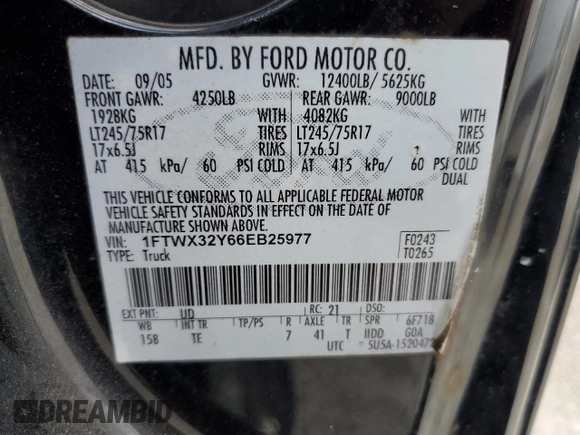 MFD. BY FORD MOTOR CO.
DATE: 09/05 GVWR: 12400LB/ 5625KG
FRONT GAWR: 4250LB REAR GAWR: 9000LB
1928KG WITH 4082KG WITH
LT245/75R17 TIRES LT245/75R17 TIRES
17x6.5J RIMS 17x6.5J RIMS
AT 415 kPa/ 60 PSI COLD AT 415 kPa/ 60 PSI COLD
DUAL
THIS VEHICLE CONFORMS TO ALL APPLICABLE FEDERAL MOTOR
VEHICLE SAFETY STANDARDS IN EFFECT ON THE DATE OF
MANUFACTURE SHOWN ABOVE.
VIN: 1FTWX32Y66EB25977 F0243
TYPE: Truck T0265
EXT PNT: UD RC: 21 DSO:
WB INT TR TP/PS R AXLE T SPR 6F718
158 TE 7 41 T IIDD GOA
UTC
DREAMBID